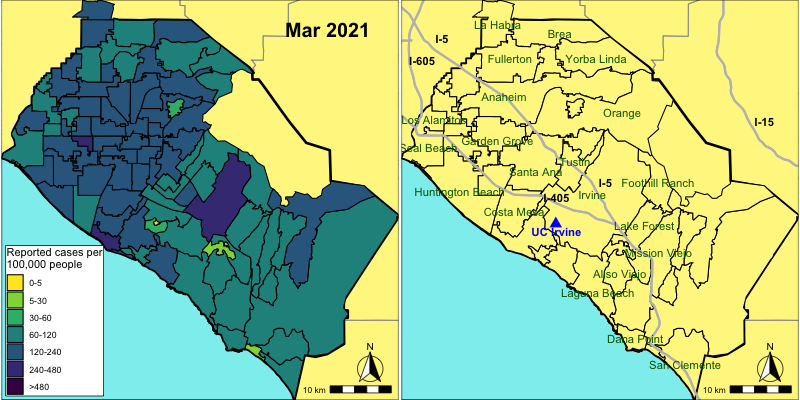 Mar 2021
Reported cases per
100,000 people
0-5
5-30
30-60
60-120
120-240
240-480
>480
N
10 km
La Habra
I-5
Brea
I-605
Fullerton
Yorba Linda
Anaheim
Orange
Los Alamitos
I-15
Garden Grove
Seal Beach
Tustin
Santa Ana
I-5
Foothill Ranch
Huntington Beach
I-405
Irvine
Costa Mesa
UC Irvine
Lake Forest
Mission Viejo
Aliso Viejo
Laguna Beach
Dana Point
San Clemente
N
10 km